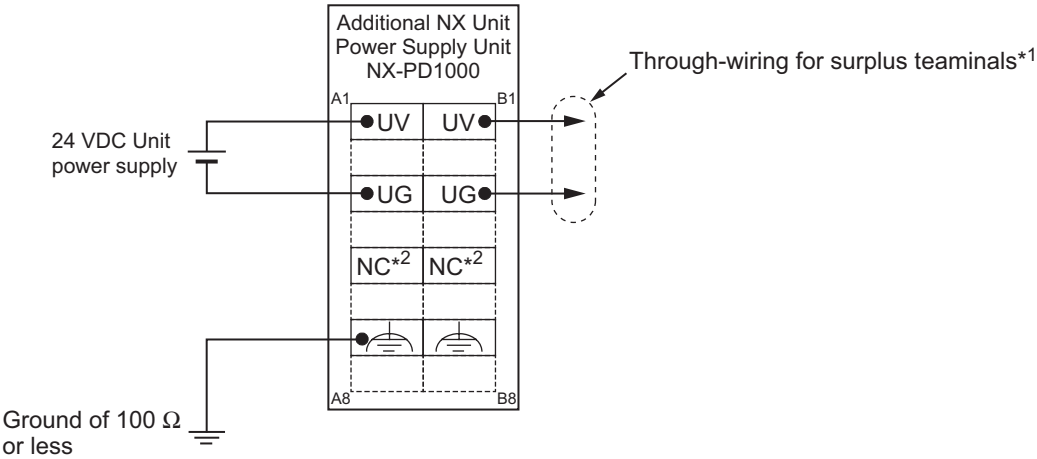 Additional NX Unit
Power Supply Unit
NX-PD1000
Through-wiring for surplus teaminals*1
A1
B1
24 VDC Unit
power supply
UV UV
UG UG
NC*2 NC*2
A8
B8
Ground of 100 Ω
or less